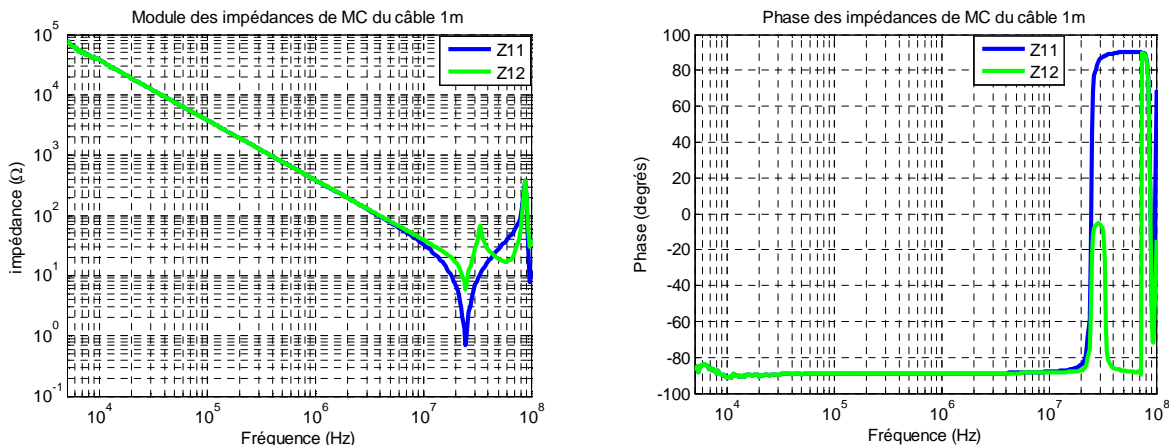 Module des impédances de MC du câble 1m
10^5
10^4
10^3
10^2
10^1
10^0
10^-1
impédance (Ω)
Z11
Z12
10^4 10^5 10^6 10^7 10^8
Fréquence (Hz)
Phase des impédances de MC du câble 1m
100
80
60
40
20
0
-20
-40
-60
-80
-100
Phase (degrés)
Z11
Z12
10^4 10^5 10^6 10^7 10^8
Fréquence (Hz)